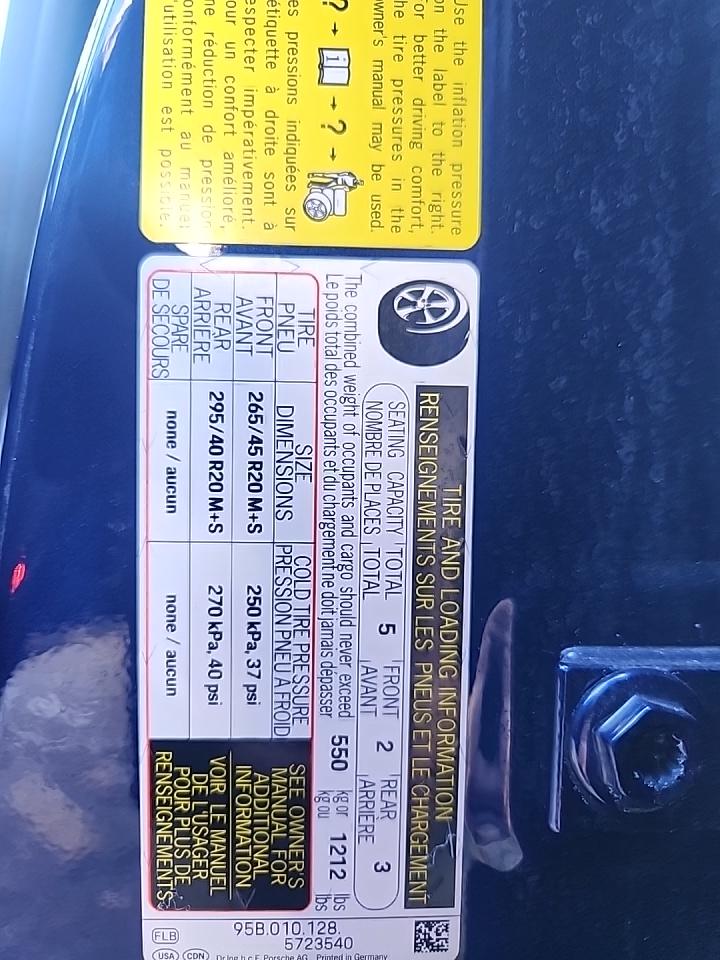 Use the inflation pressure
on the label to the right.
For better driving comfort,
the tire pressures in the
owner's manual may be used.
? → i → ? →
es pressions indiquées sur
étiquette à droite sont à
especter impérativement.
our un confort amélioré,
ne réduction de pression
onformément au manuel
'utilisation est possible.
TIRE AND LOADING INFORMATION
RENSEIGNEMENTS SUR LES PNEUS ET LE CHARGEMENT
SEATING CAPACITY TOTAL 5 FRONT 2 REAR 3
NOMBRE DE PLACES TOTAL AVANT ARRIÈRE
The combined weight of occupants and cargo should never exceed 550 kg or 1212 lbs
Le poids total des occupants et du chargement ne doit jamais dépasser kg ou lbs
TIRE SIZE COLD TIRE PRESSURE
PNEU DIMENSIONS PRESSION PNEU A FROID
FRONT 265/45 R20 M+S 250 kPa, 37 psi
AVANT
REAR 295/40 R20 M+S 270 kPa, 40 psi
ARRIÈRE
SPARE none / aucun none / aucun
DE SECOURS
SEE OWNER'S
MANUAL FOR
ADDITIONAL
INFORMATION
VOIR LE MANUEL
DE L'USAGER
POUR PLUS DE
RENSEIGNEMENTS
95B.010.128.
5723540
FLB
USA CDN Dr.Ing.h.c.F. Porsche AG Printed in Germany